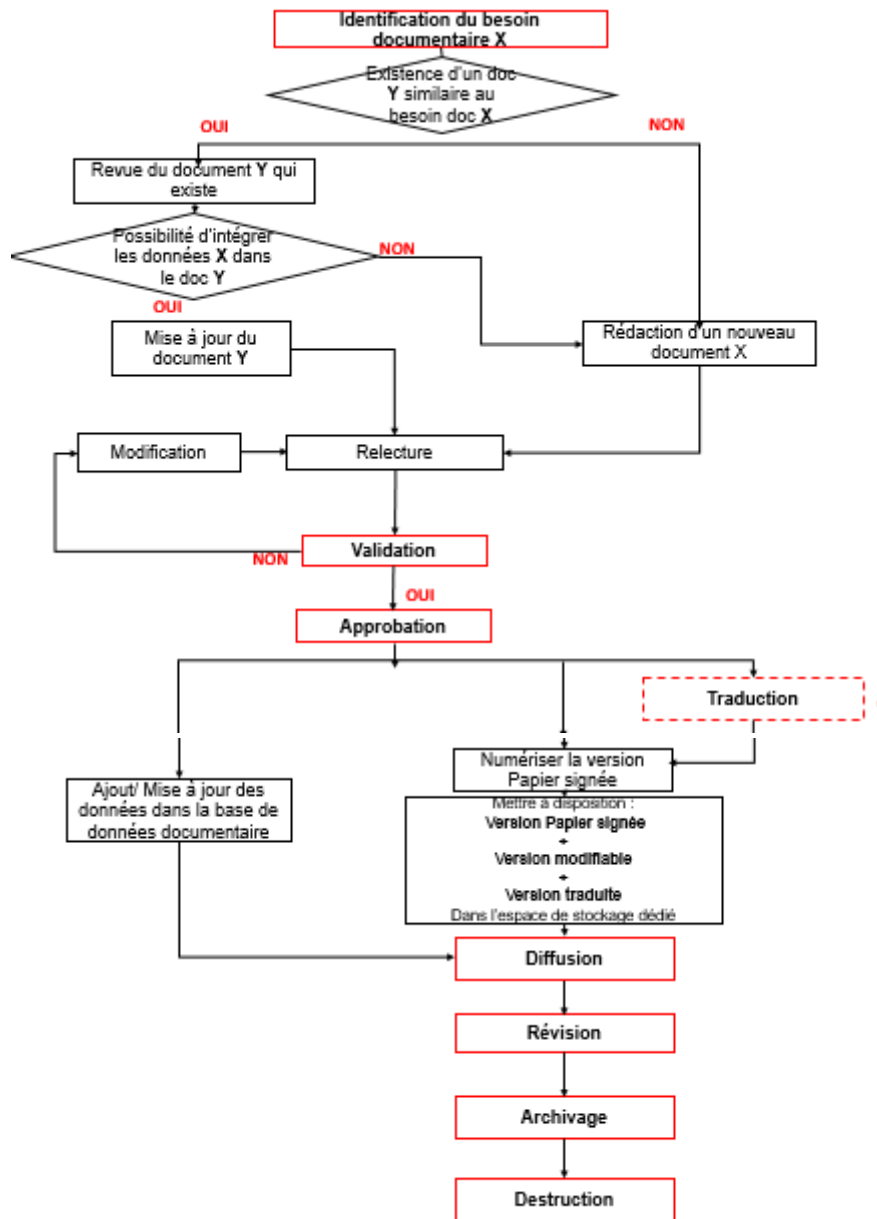 Identification du besoin
documentaire X
Existence d'un doc
Y similaire au
besoin doc X
OUI
NON
Revue du document Y qui
existe
Possibilité d'intégrer
les données X dans
le doc Y
NON
OUI
Mise à jour du
document Y
Rédaction d'un nouveau
document X
Modification
Relecture
Validation
NON
OUI
Approbation
Traduction
Numériser la version
Papier signée
Ajout/ Mise à jour des
données dans la base de
données documentaire
Mettre à disposition :
Version Papier signée
+
Version modifiable
+
Version traduite
Dans l'espace de stockage dédié
Diffusion
Révision
Archivage
Destruction